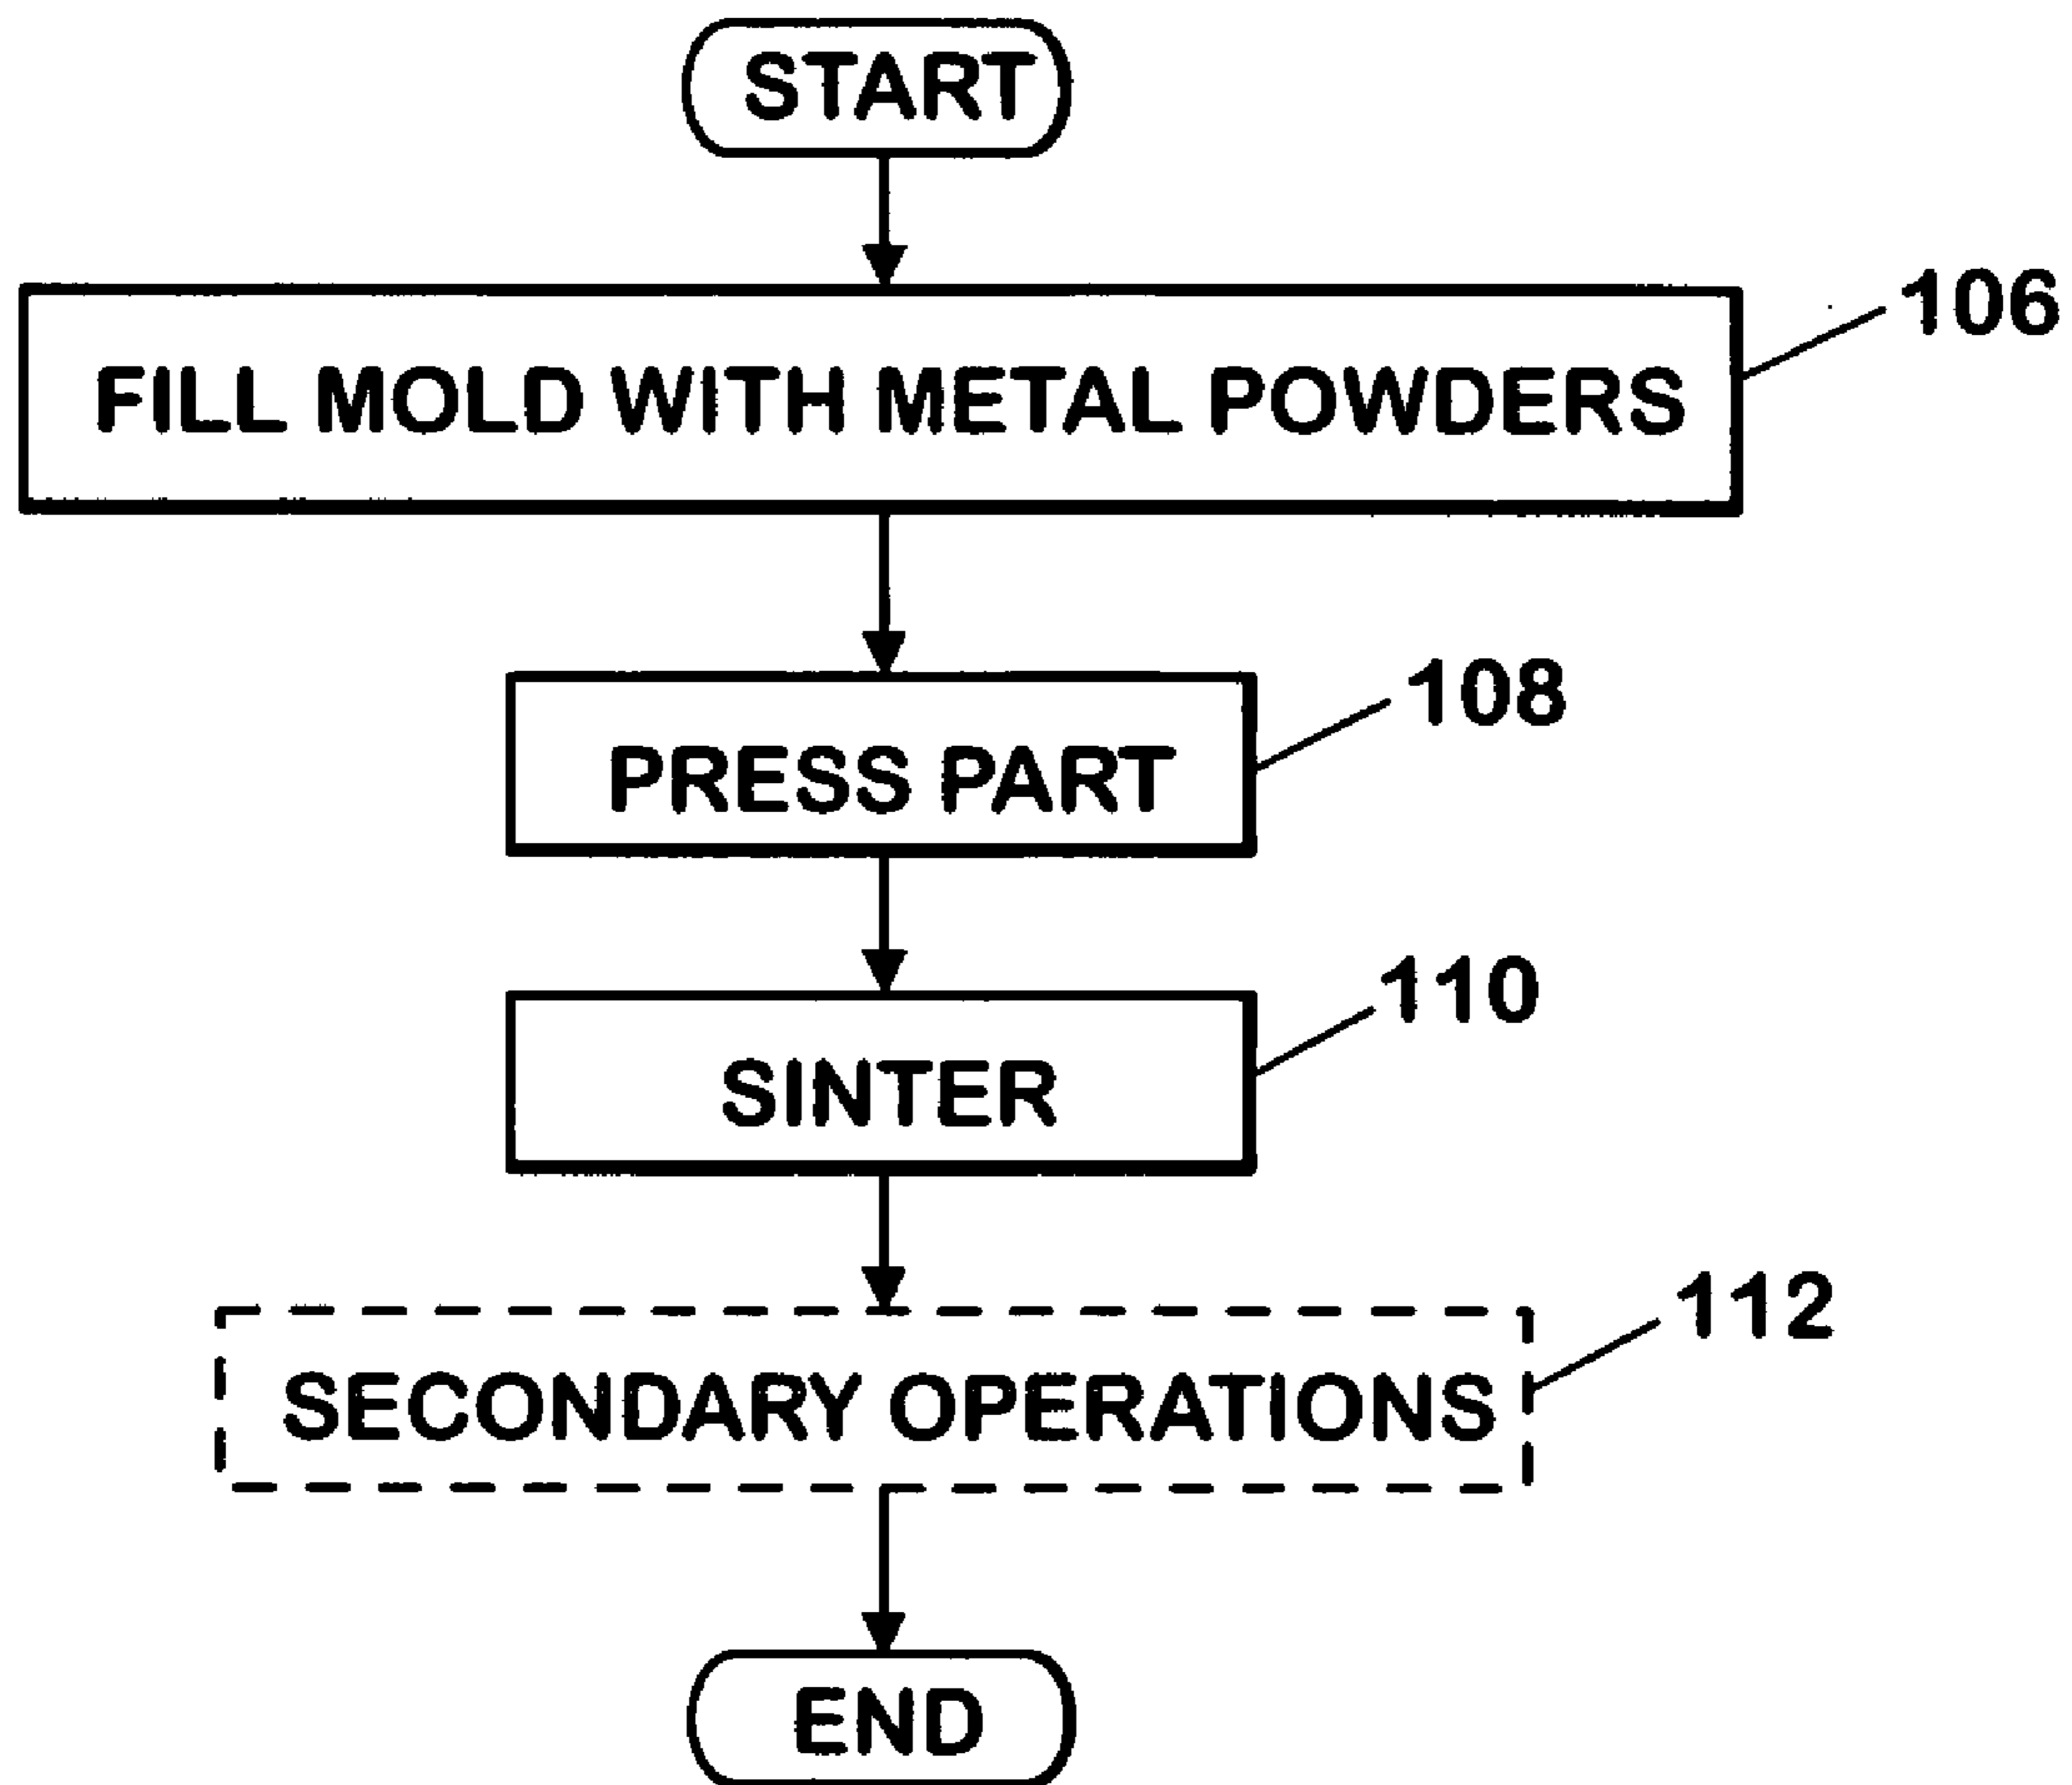 START
106
FILL MOLD WITH METAL POWDERS
108
PRESS PART
110
SINTER
112
SECONDARY OPERATIONS
END